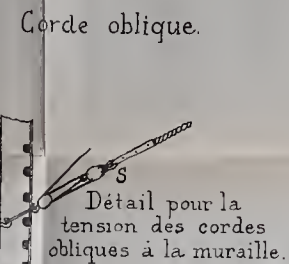 Corde oblique.
S
Détail pour la
tension des cordes
obliques à la muraille.